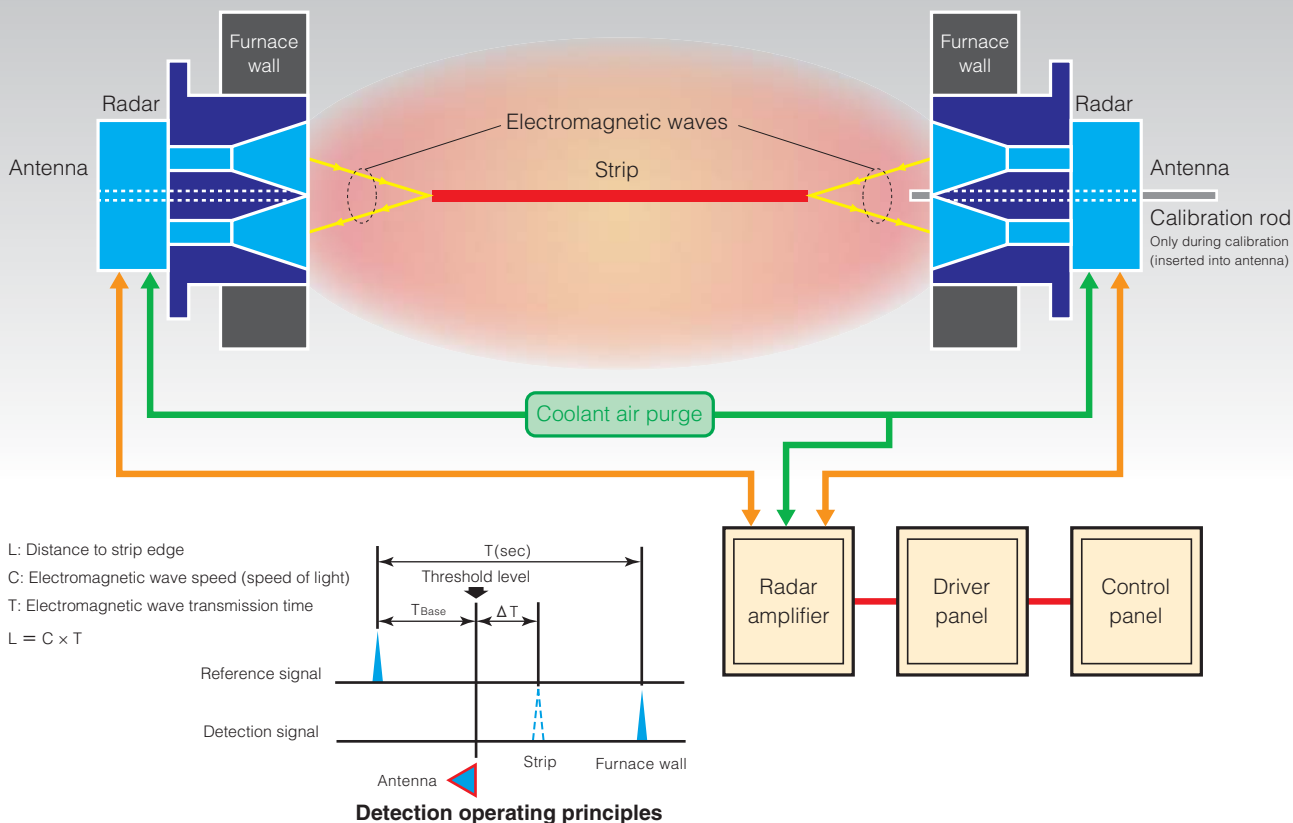 Furnace
wall
Furnace
wall
Radar
Radar
Electromagnetic waves
Antenna
Strip
Antenna
Calibration rod
Only during calibration
(inserted into antenna)
Coolant air purge
L: Distance to strip edge
C: Electromagnetic wave speed (speed of light)
T: Electromagnetic wave transmission time
L = C × T
T(sec)
Threshold level
TBase
ΔT
Reference signal
Detection signal
Strip
Furnace wall
Antenna
Detection operating principles
Radar
amplifier
Driver
panel
Control
panel